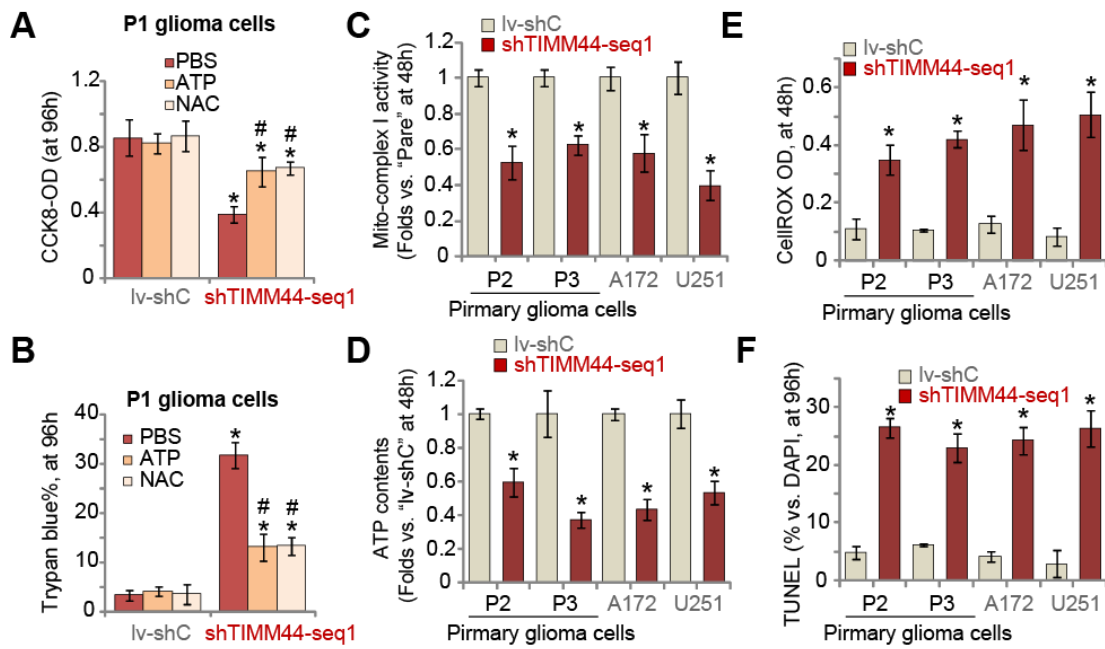 A
P1 glioma cells
PBS
ATP
NAC
CCK8-OD (at 96h)
1.2
0.8
0.4
0
*
#
*
#
*
lv-shC
shTIMM44-seq1
B
P1 glioma cells
PBS
ATP
NAC
Trypan blue%, at 96h
40
30
20
10
0
*
#
*
#
*
lv-shC
shTIMM44-seq1
C
lv-shC
shTIMM44-seq1
Mito-complex I activity
(Folds vs. "Pare" at 48h)
1.2
1
0.8
0.6
0.4
0.2
0
*
*
*
*
P2
P3
A172
U251
Pirmary glioma cells
D
lv-shC
shTIMM44-seq1
ATP contents
(Folds vs. "lv-shC" at 48h)
1.2
1
0.8
0.6
0.4
0.2
0
*
*
*
*
P2
P3
A172
U251
Pirmary glioma cells
E
lv-shC
shTIMM44-seq1
CellROX OD, at 48h
0.6
0.4
0.2
0
*
*
*
*
P2
P3
A172
U251
Pirmary glioma cells
F
lv-shC
shTIMM44-seq1
TUNEL (% vs. DAPI, at 96h)
30
20
10
0
*
*
*
*
P2
P3
A172
U251
Pirmary glioma cells